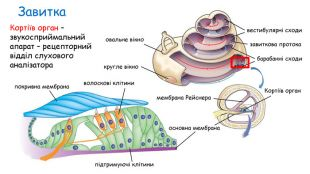 Завитка
Кортіїв орган -
звукосприймальний
апарат – рецепторний
відділ слухового
аналізатора
овальне вікно
кругле вікно
вестибулярні сходи
завиткова протока
барабанні сходи
покривна мембрана
волоскові клітини
мембрана Рейснера
Кортіїв орган
основна мембрана
підтримуючі клітини